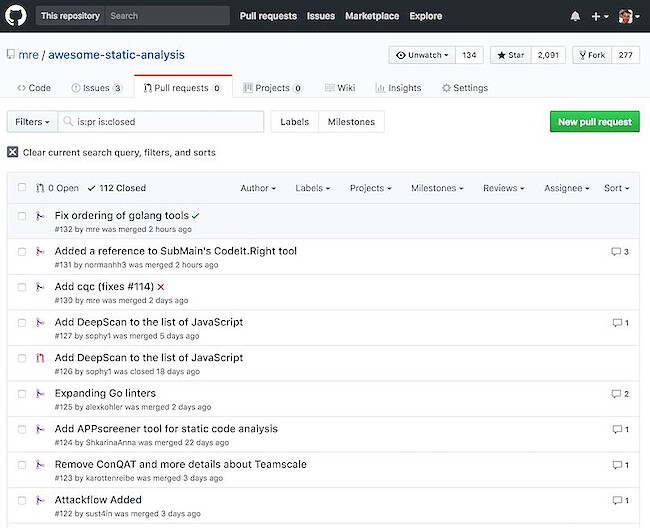 This repository Search Pull requests Issues Marketplace Explore
mre / awesome-static-analysis Unwatch 134 Star 2,091 Fork 277
Code Issues 3 Pull requests 0 Projects 0 Wiki Insights Settings
Filters is:pr is:closed Labels Milestones New pull request
Clear current search query, filters, and sorts
0 Open 112 Closed Author Labels Projects Milestones Reviews Assignee Sort
Fix ordering of golang tools
#132 by mre was merged 2 hours ago
Added a reference to SubMain's CodeIt.Right tool 3
#131 by normanhh3 was merged 2 hours ago
Add cqc (fixes #114)
#130 by mre was merged 2 days ago
Add DeepScan to the list of JavaScript 1
#127 by sophy1 was merged 5 days ago
Add DeepScan to the list of JavaScript
#126 by sophy1 was closed 18 days ago
Expanding Go linters 2
#125 by alexkohler was merged 2 days ago
Add APPscreener tool for static code analysis 1
#124 by ShkarinaAnna was merged 22 days ago
Remove ConQAT and more details about Teamscale 1
#123 by karottenreibe was merged 3 days ago
Attackflow Added 1
#122 by sust4in was merged 3 days ago